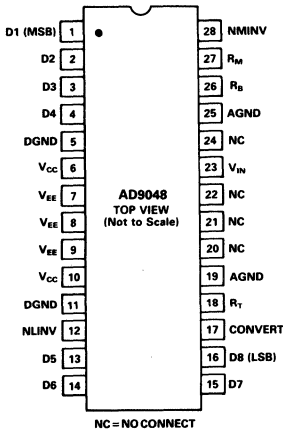 D1 (MSB) 1 28 NMINV
D2 2 27 RM
D3 3 26 RB
D4 4 25 AGND
DGND 5 24 NC
VCC 6 23 VIN
VEE 7 22 NC
VEE 8 21 NC
VEE 9 20 NC
VCC 10 19 AGND
DGND 11 18 RT
NLINV 12 17 CONVERT
D5 13 16 D8 (LSB)
D6 14 15 D7
AD9048
TOP VIEW
(Not to Scale)
NC = NO CONNECT